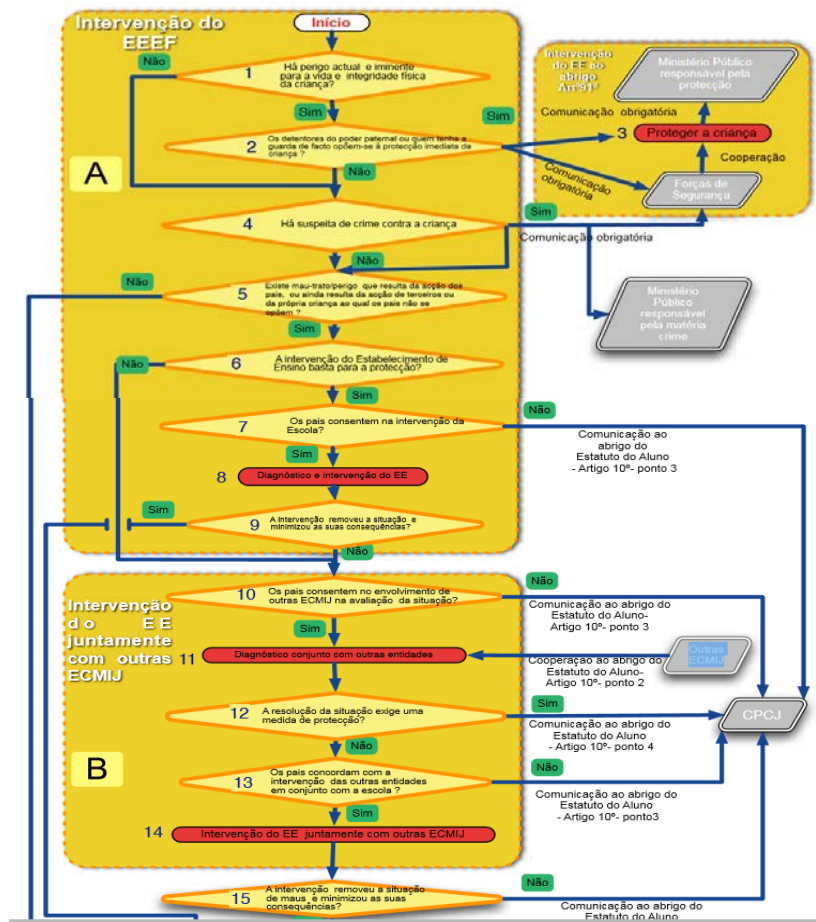 Intervenção do
EEEF
Início
Não
1
Há perigo actual e iminente
para a vida e integridade física
da criança?
Sim
Sim
2
Os detentores do poder paternal ou quem tenha a
guarda de facto opõem-se á protecção imediata da
criança ?
Não
A
Intervenção
do EE ao
abrigo
Artº91º
Ministério Público
responsável pela
protecção
Comunicação obrigatória
3
Proteger a criança
Cooperação
Comunicação
obrigatória
Forças de
Segurança
4
Há suspeita de crime contra a criança
Sim
Comunicação obrigatória
Não
Não
5
Existe mau-trato/perigo que resulta da acção dos
pais, ou ainda resulta da acção de terceiros ou
da própria criança ao qual os pais não se
opõem ?
Ministério
Público
responsável
pela matéria
crime
Sim
Não
6
A intervenção do Estabelecimento de
Ensino basta para a protecção?
Sim
7
Os pais consentem na intervenção da
Escola?
Não
Comunicação ao
abrigo do
Estatuto do Aluno
- Artigo 10º- ponto 3
Sim
8
Diagnóstico e intervenção do EE
Sim
9
A intervenção removeu a situação e
minimizou as suas consequências?
Não
Intervenção
do EE
juntamente
com outras
ECMIJ
10
Os pais consentem no envolvimento de
outras ECMIJ na avaliação da situação?
Não
Comunicação ao abrigo do
Estatuto do Aluno-
Artigo 10º- ponto 3
Sim
11
Diagnóstico conjunto com outras entidades
Outras
ECMIJ
Cooperação ao abrigo do
Estatuto do Aluno-
Artigo 10º- ponto 2
12
A resolução da situação exige uma
medida de protecção?
Sim
Comunicação ao abrigo do
Estatuto do Aluno
- Artigo 10º- ponto 4
CPCJ
Não
B
13
Os pais concordam com a
intervenção das outras entidades
em conjunto com a escola ?
Não
Comunicação ao abrigo do
Estatuto do Aluno
- Artigo 10º- ponto3
Sim
14
Intervenção do EE juntamente com outras ECMIJ
15
A intervenção removeu a situação
de maus e minimizou as suas
consequências?
Não
Comunicação ao abrigo do
Estatuto do Aluno